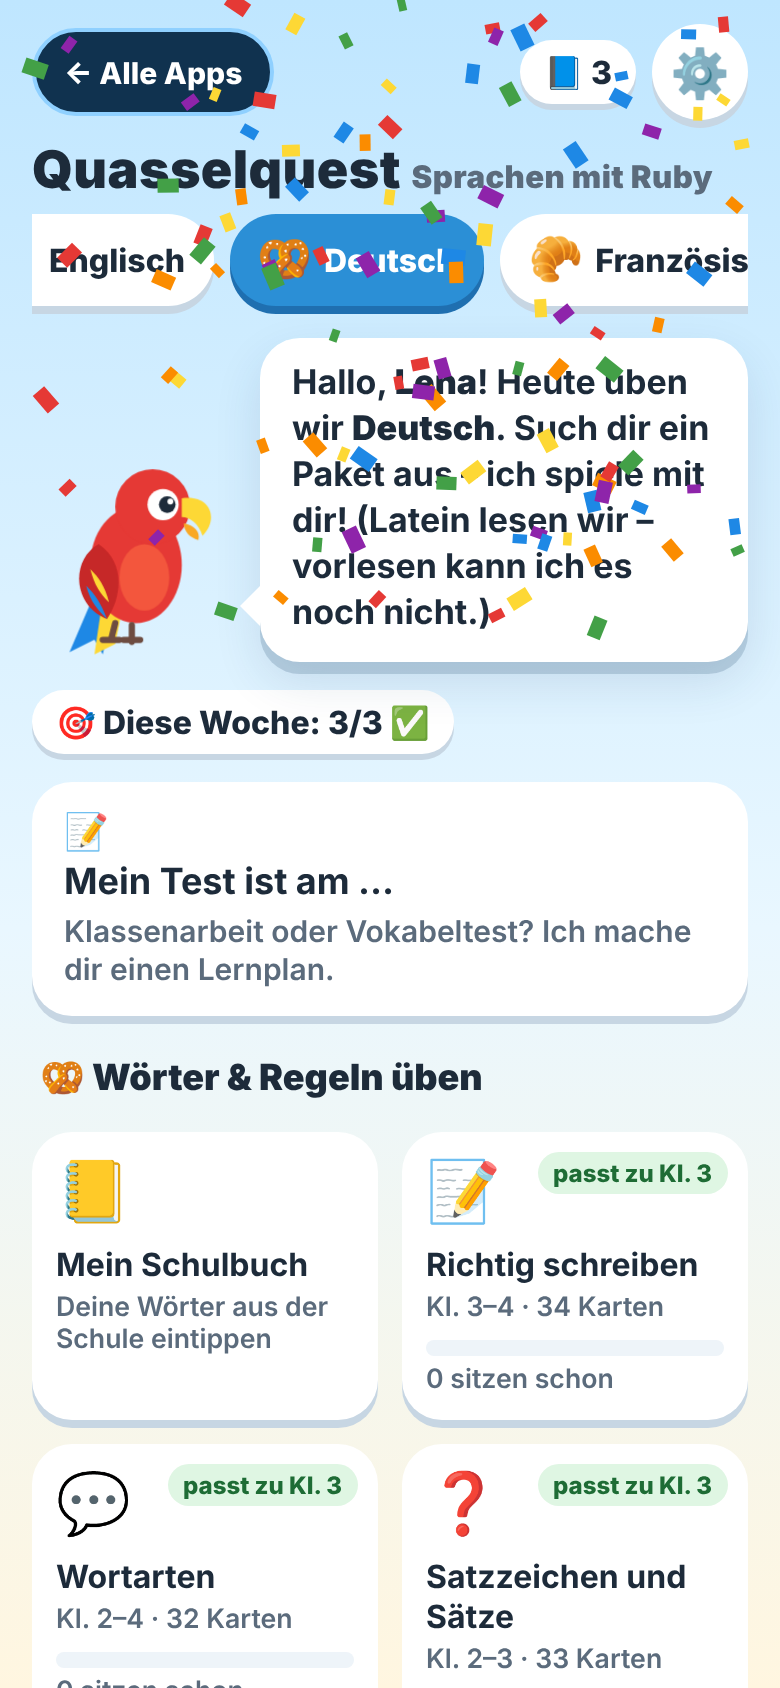 ← Alle Apps
3
Quasselquest Sprachen mit Ruby
Englisch
Deutsch
Französis
Hallo, Lena! Heute üben
wir Deutsch. Such dir ein
Paket aus – ich spiele mit
dir! (Latein lesen wir –
vorlesen kann ich es
noch nicht.)
Diese Woche: 3/3
Mein Test ist am ...
Klassenarbeit oder Vokabeltest? Ich mache
dir einen Lernplan.
Wörter & Regeln üben
Mein Schulbuch
Deine Wörter aus der
Schule eintippen
passt zu Kl. 3
Richtig schreiben
Kl. 3–4 · 34 Karten
0 sitzen schon
passt zu Kl. 3
Wortarten
Kl. 2–4 · 32 Karten
0 sitzen schon
passt zu Kl. 3
Satzzeichen und
Sätze
Kl. 2–3 · 33 Karten